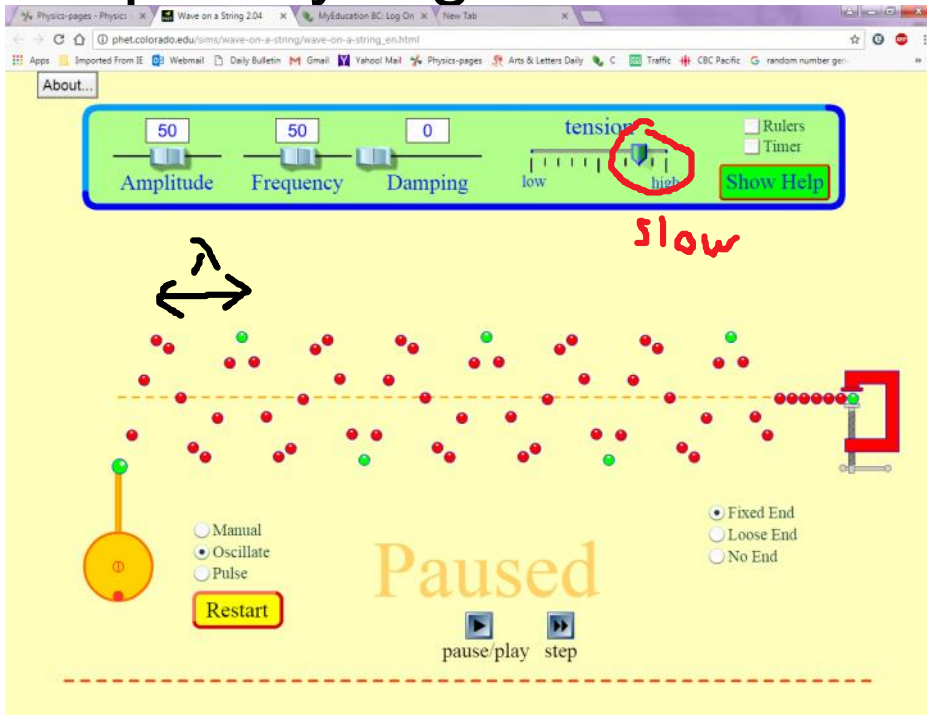 Physics-pages - Physics
Wave on a String 2.04
MyEducation BC: Log On
New Tab
phet.colorado.edu/sims/wave-on-a-string/wave-on-a-string_en.html
Apps Imported From IE Webmail Daily Bulletin Gmail Yahoo! Mail Physics-pages Arts & Letters Daily C Traffic CBC Pacific random number gen
About...
50 50 0 tension Rulers
Timer
Amplitude Frequency Damping low high Show Help
slow
λ
Manual
Oscillate
Pulse
Restart
Fixed End
Loose End
No End
Paused
pause/play step